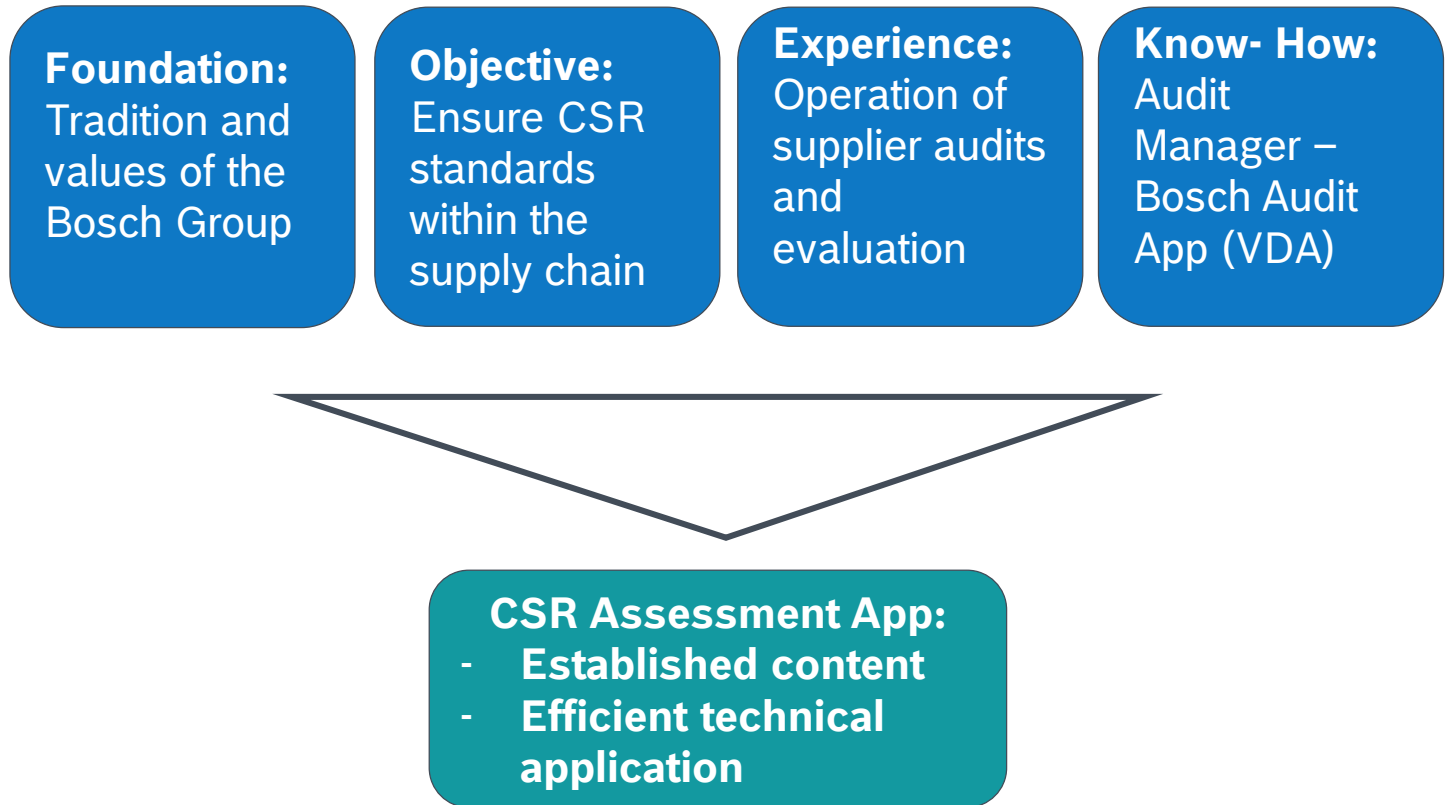 Foundation:
Tradition and
values of the
Bosch Group
Objective:
Ensure CSR
standards
within the
supply chain
Experience:
Operation of
supplier audits
and
evaluation
Know- How:
Audit
Manager –
Bosch Audit
App (VDA)
CSR Assessment App:
- Established content
- Efficient technical
application